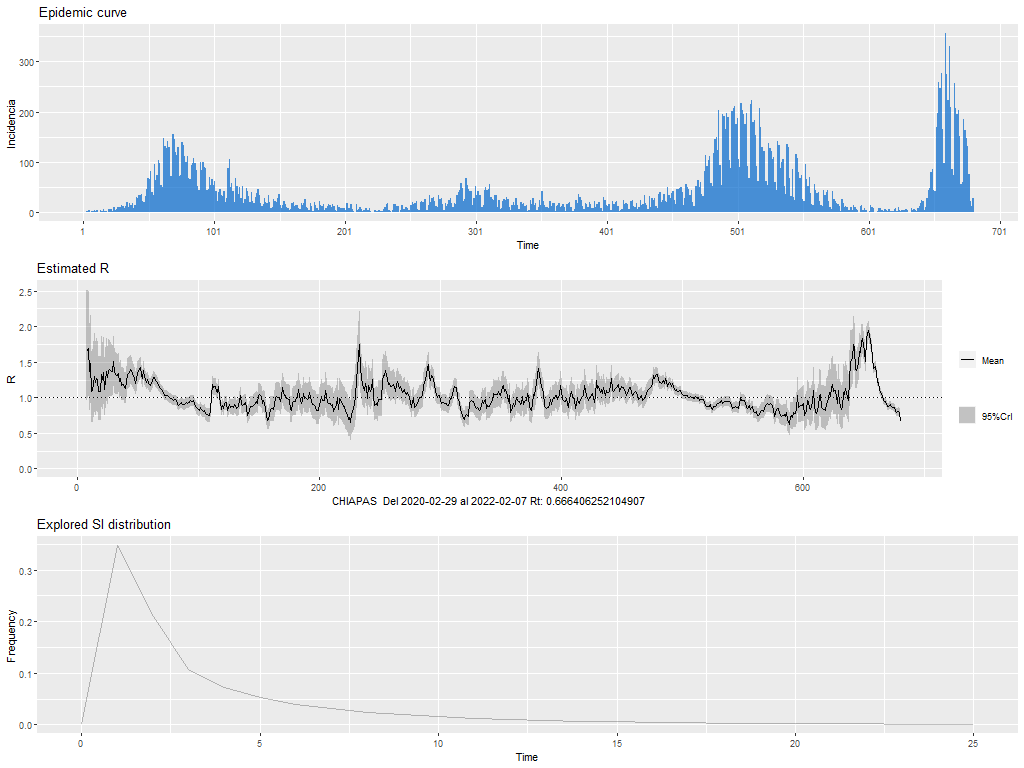 Epidemic curve
300
200
100
0
Incidencia
1 101 201 301 401 501 601 701
Time
Estimated R
2.5
2.0
1.5
1.0
0.5
0.0
R
Mean
95%CrI
0 200 400 600
CHIAPAS Del 2020-02-29 al 2022-02-07 Rt: 0.666406252104907
Explored SI distribution
0.3
0.2
0.1
0.0
Frequency
0 5 10 15 20 25
Time